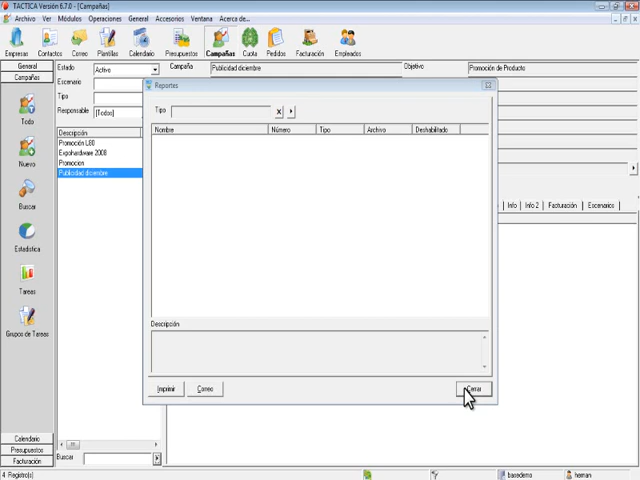 TACTICA Versión 6.7.0 - [Campañas]
Archivo Ver Módulos Operaciones General Accesorios Ventana Acerca de...
Empresas Contactos Correo Plantillas Calendario Presupuestos Campañas Cuota Pedidos Facturación Empleados
General
Campañas
Todo
Nuevo
Buscar
Estadística
Tareas
Grupo de Tareas
Calendario
Presupuestos
Facturación
Estado Activa
Escenario
Tipo
Responsable [Todos]
Descripción
Promoción L80
Expohardware 2008
Promocion
Publicidad diciembre
Buscar
Campaña Publicidad diciembre
Objetivo Promoción de Producto
Info Info 2 Facturación Escenarios
Reportes
Tipo
x
Nombre Número Tipo Archivo Deshabilitado
Descripción
Imprimir Correo Cerrar
4 Registro(s) basedemo hernan